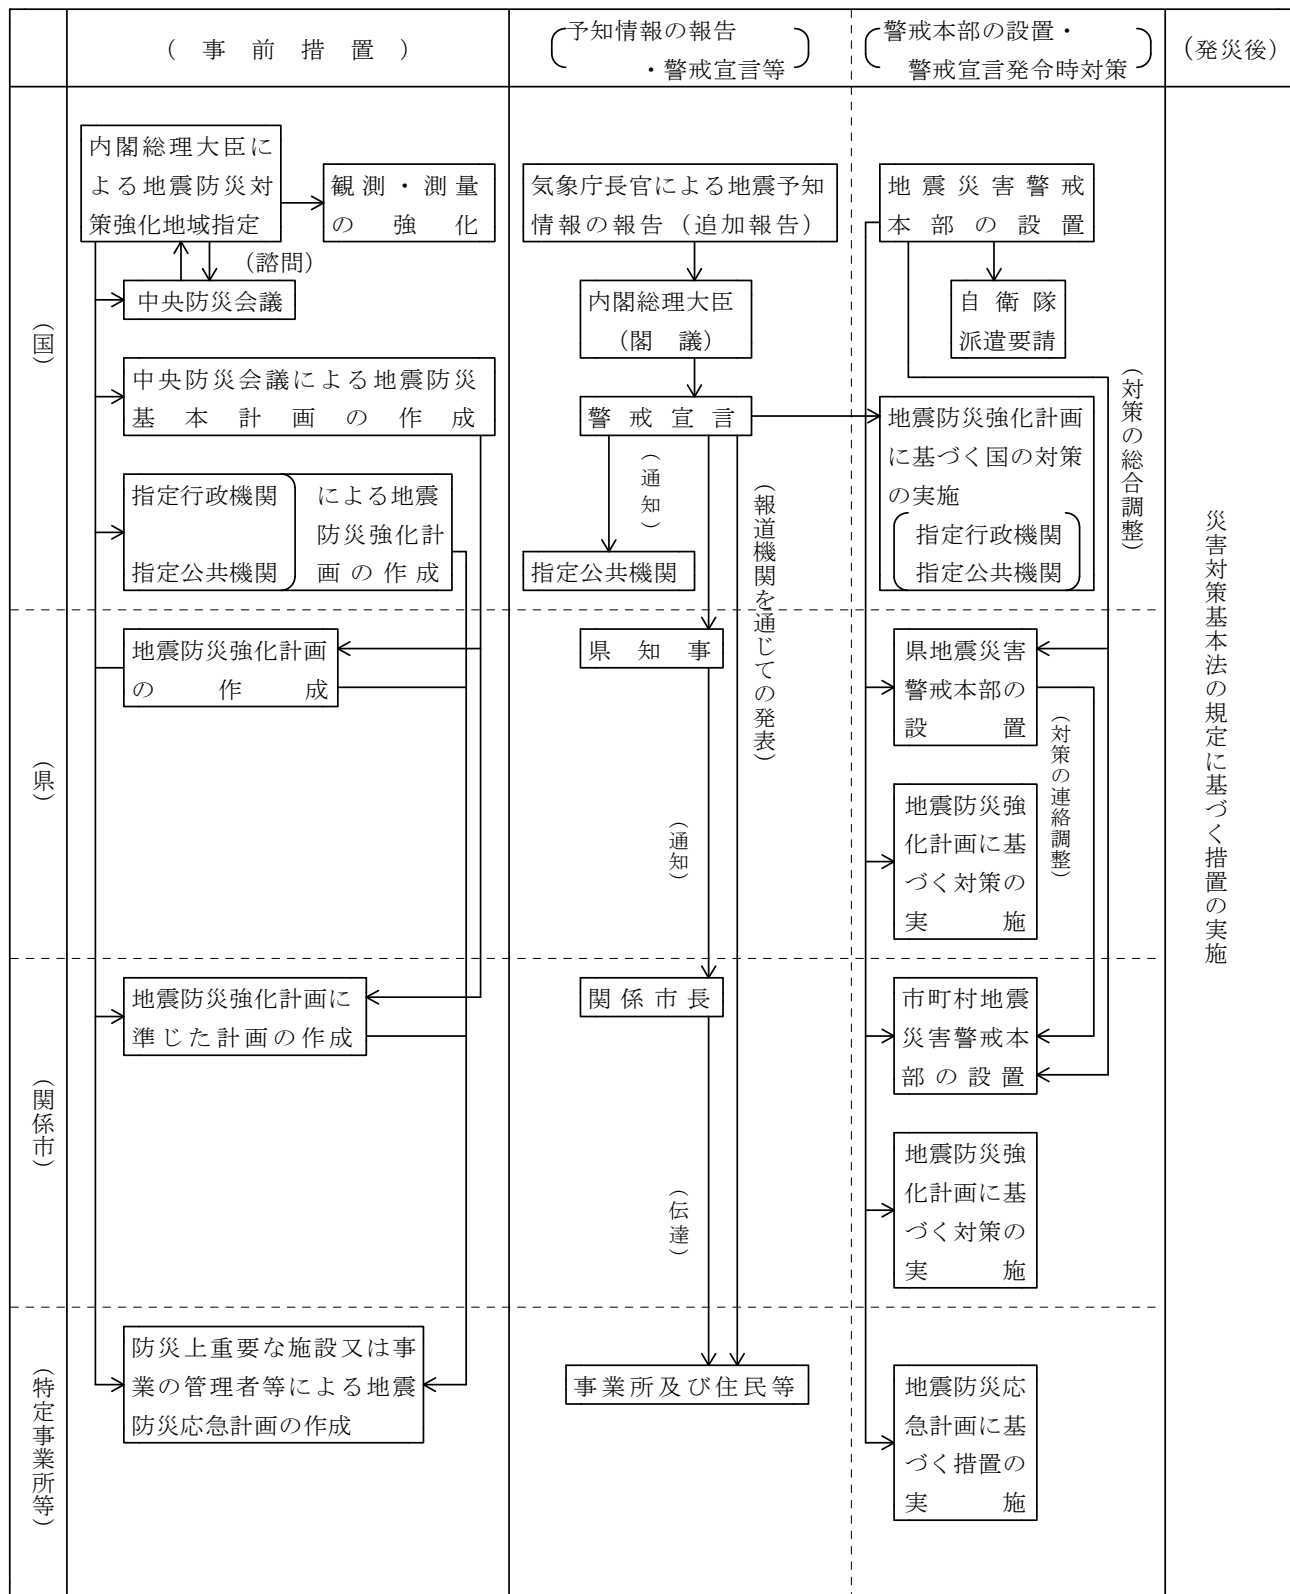 （事前措置）
予知情報の報告
・警戒宣言等
警戒本部の設置・
警戒宣言発令時対策
（発災後）
（国）
内閣総理大臣に
よる地震防災対
策強化地域指定
観測・測量
の強化
（諮問）
中央防災会議
中央防災会議による地震防災
基本計画の作成
指定行政機関
指定公共機関
による地震
防災強化計
画の作成
気象庁長官による地震予知
情報の報告（追加報告）
内閣総理大臣
（閣議）
警戒宣言
（通知）
指定公共機関
（報道機関を通じての発表）
地震災害警戒
本部の設置
自衛隊
派遣要請
地震防災強化計画
に基づく国の対策
の実施
指定行政機関
指定公共機関
（対策の総合調整）
（県）
地震防災強化計画
の作成
県知事
（通知）
県地震災害
警戒本部の
設置
（対策の連絡調整）
地震防災強
化計画に基
づく対策の
実施
（関係市）
地震防災強化計画に
準じた計画の作成
関係市長
（伝達）
市町村地震
災害警戒本
部の設置
地震防災強
化計画に基
づく対策の
実施
（特定事業所等）
防災上重要な施設又は事
業の管理者等による地震
防災応急計画の作成
事業所及び住民等
地震防災応
急計画に基
づく措置の
実施
災害対策基本法の規定に基づく措置の実施